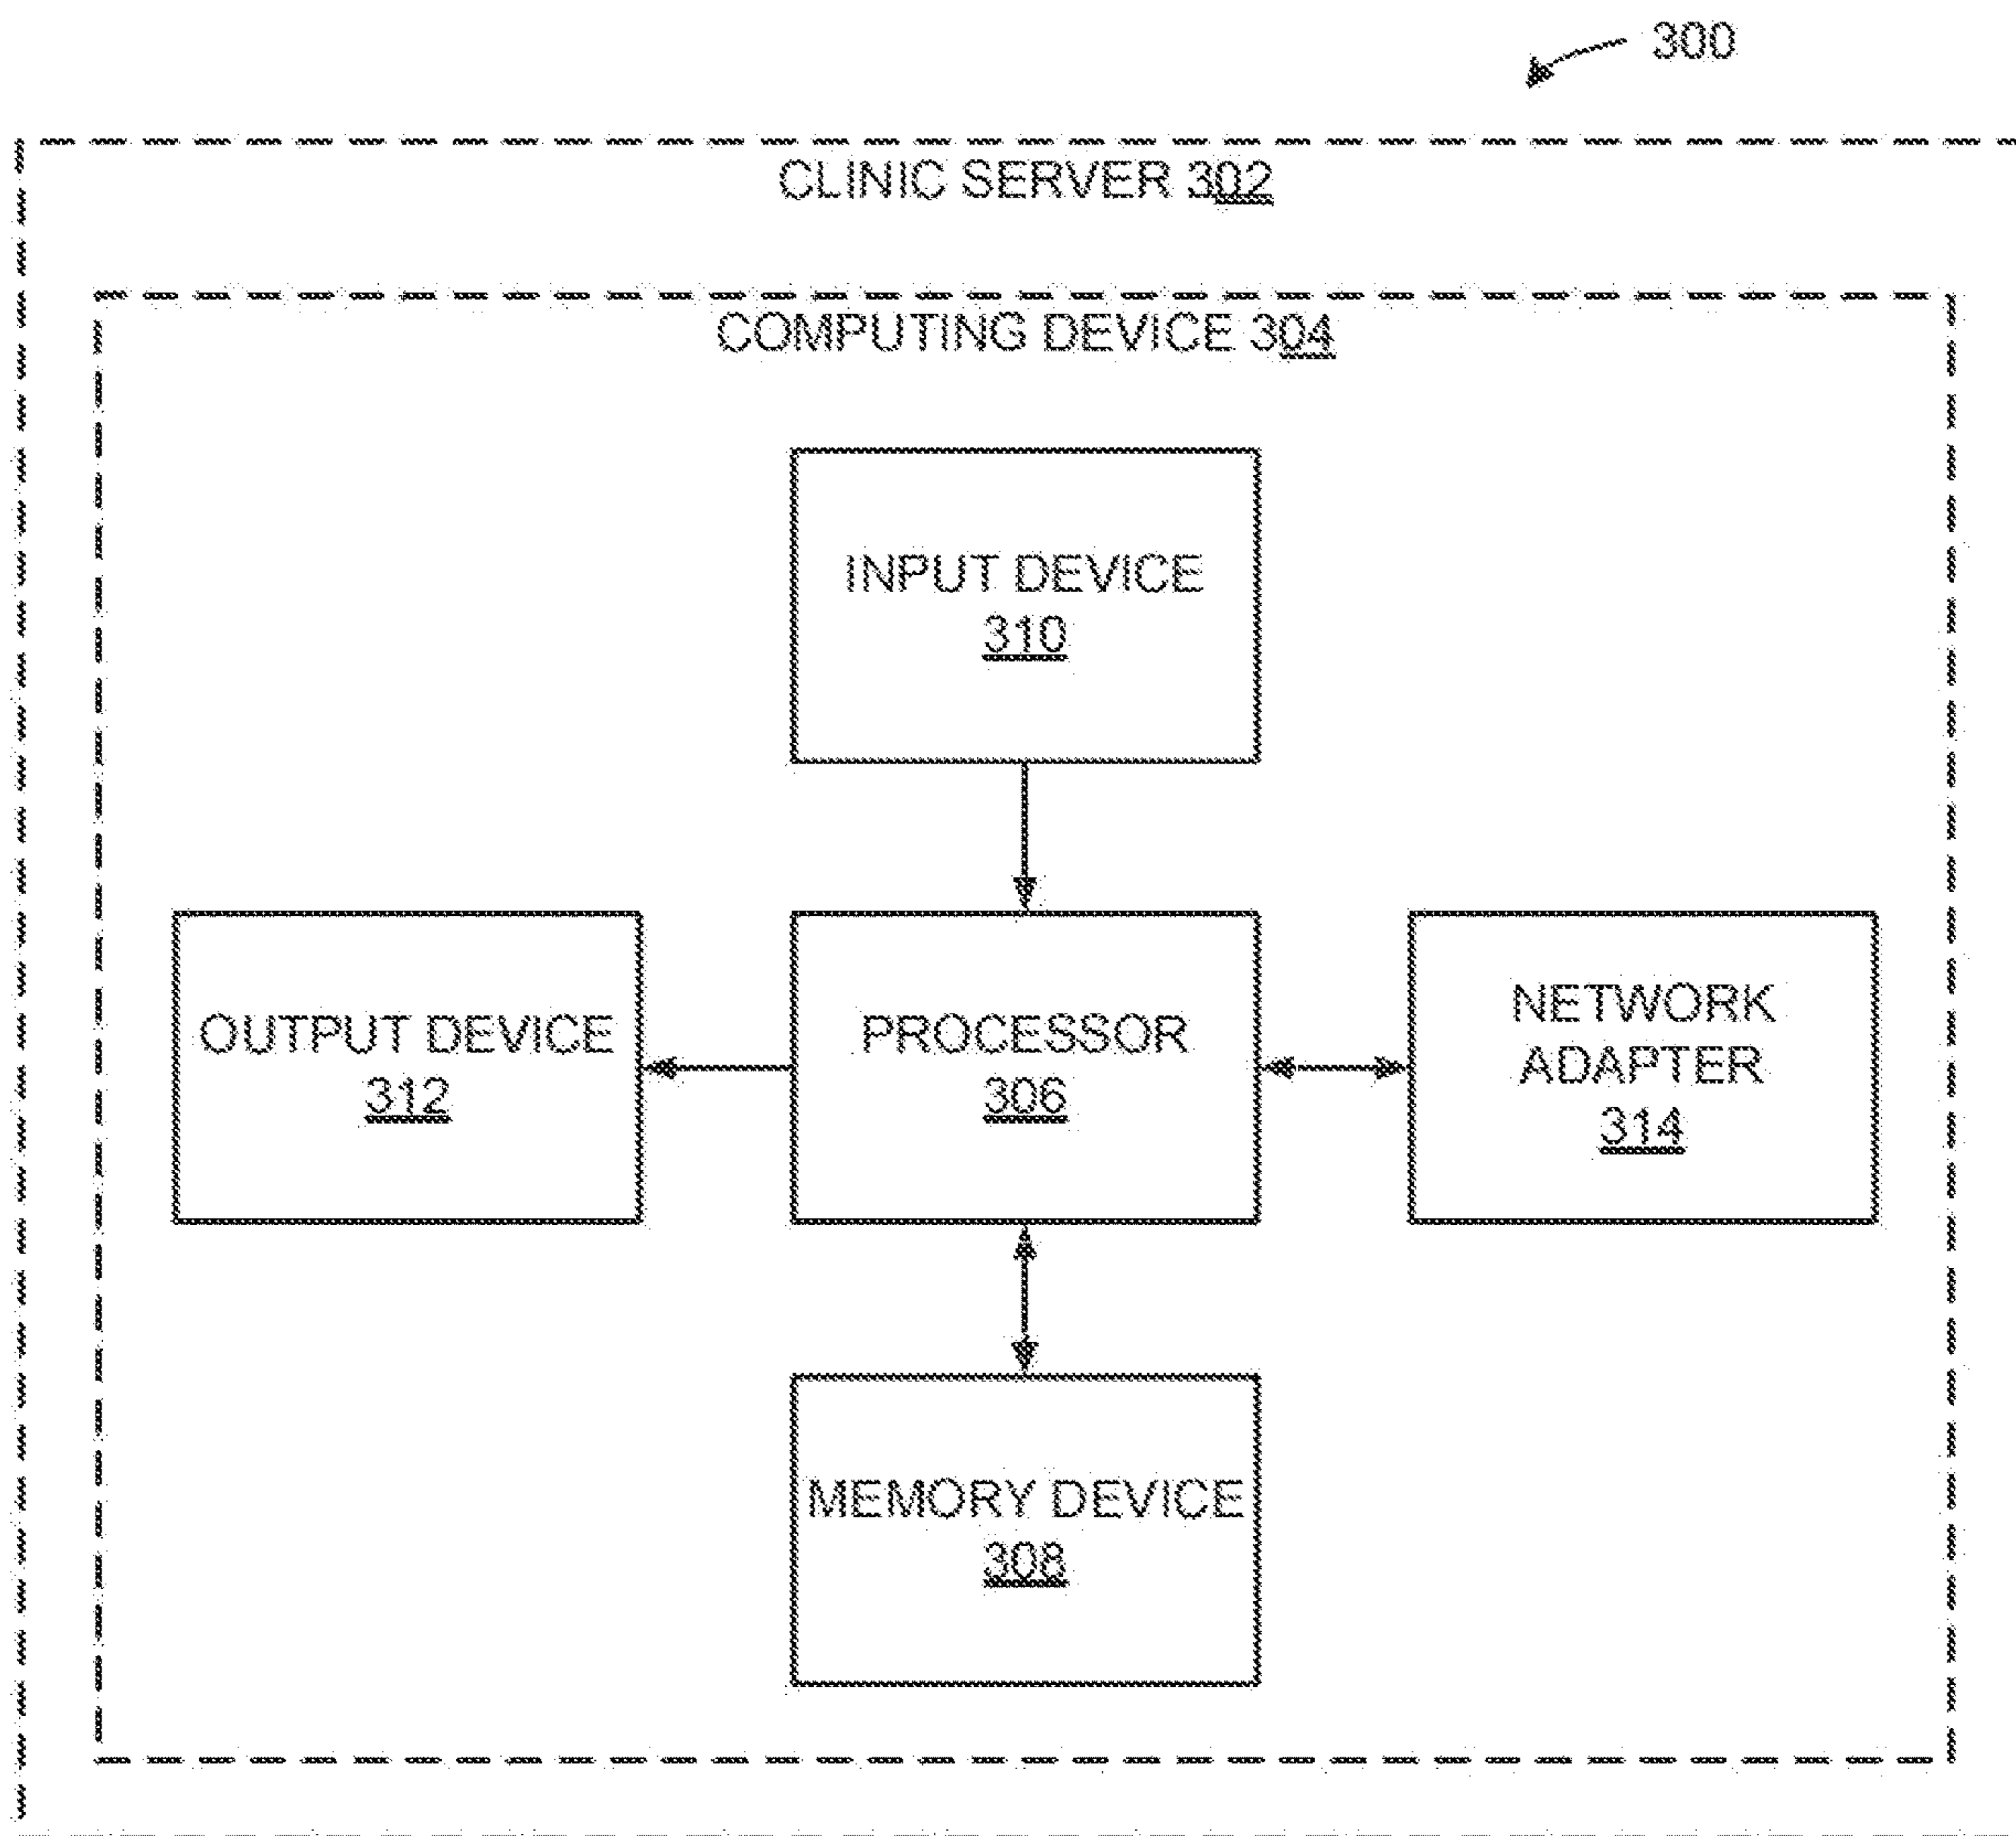 300
CLINIC SERVER 302
COMPUTING DEVICE 304
INPUT DEVICE
310
OUTPUT DEVICE
312
PROCESSOR
306
NETWORK
ADAPTER
314
MEMORY DEVICE
308